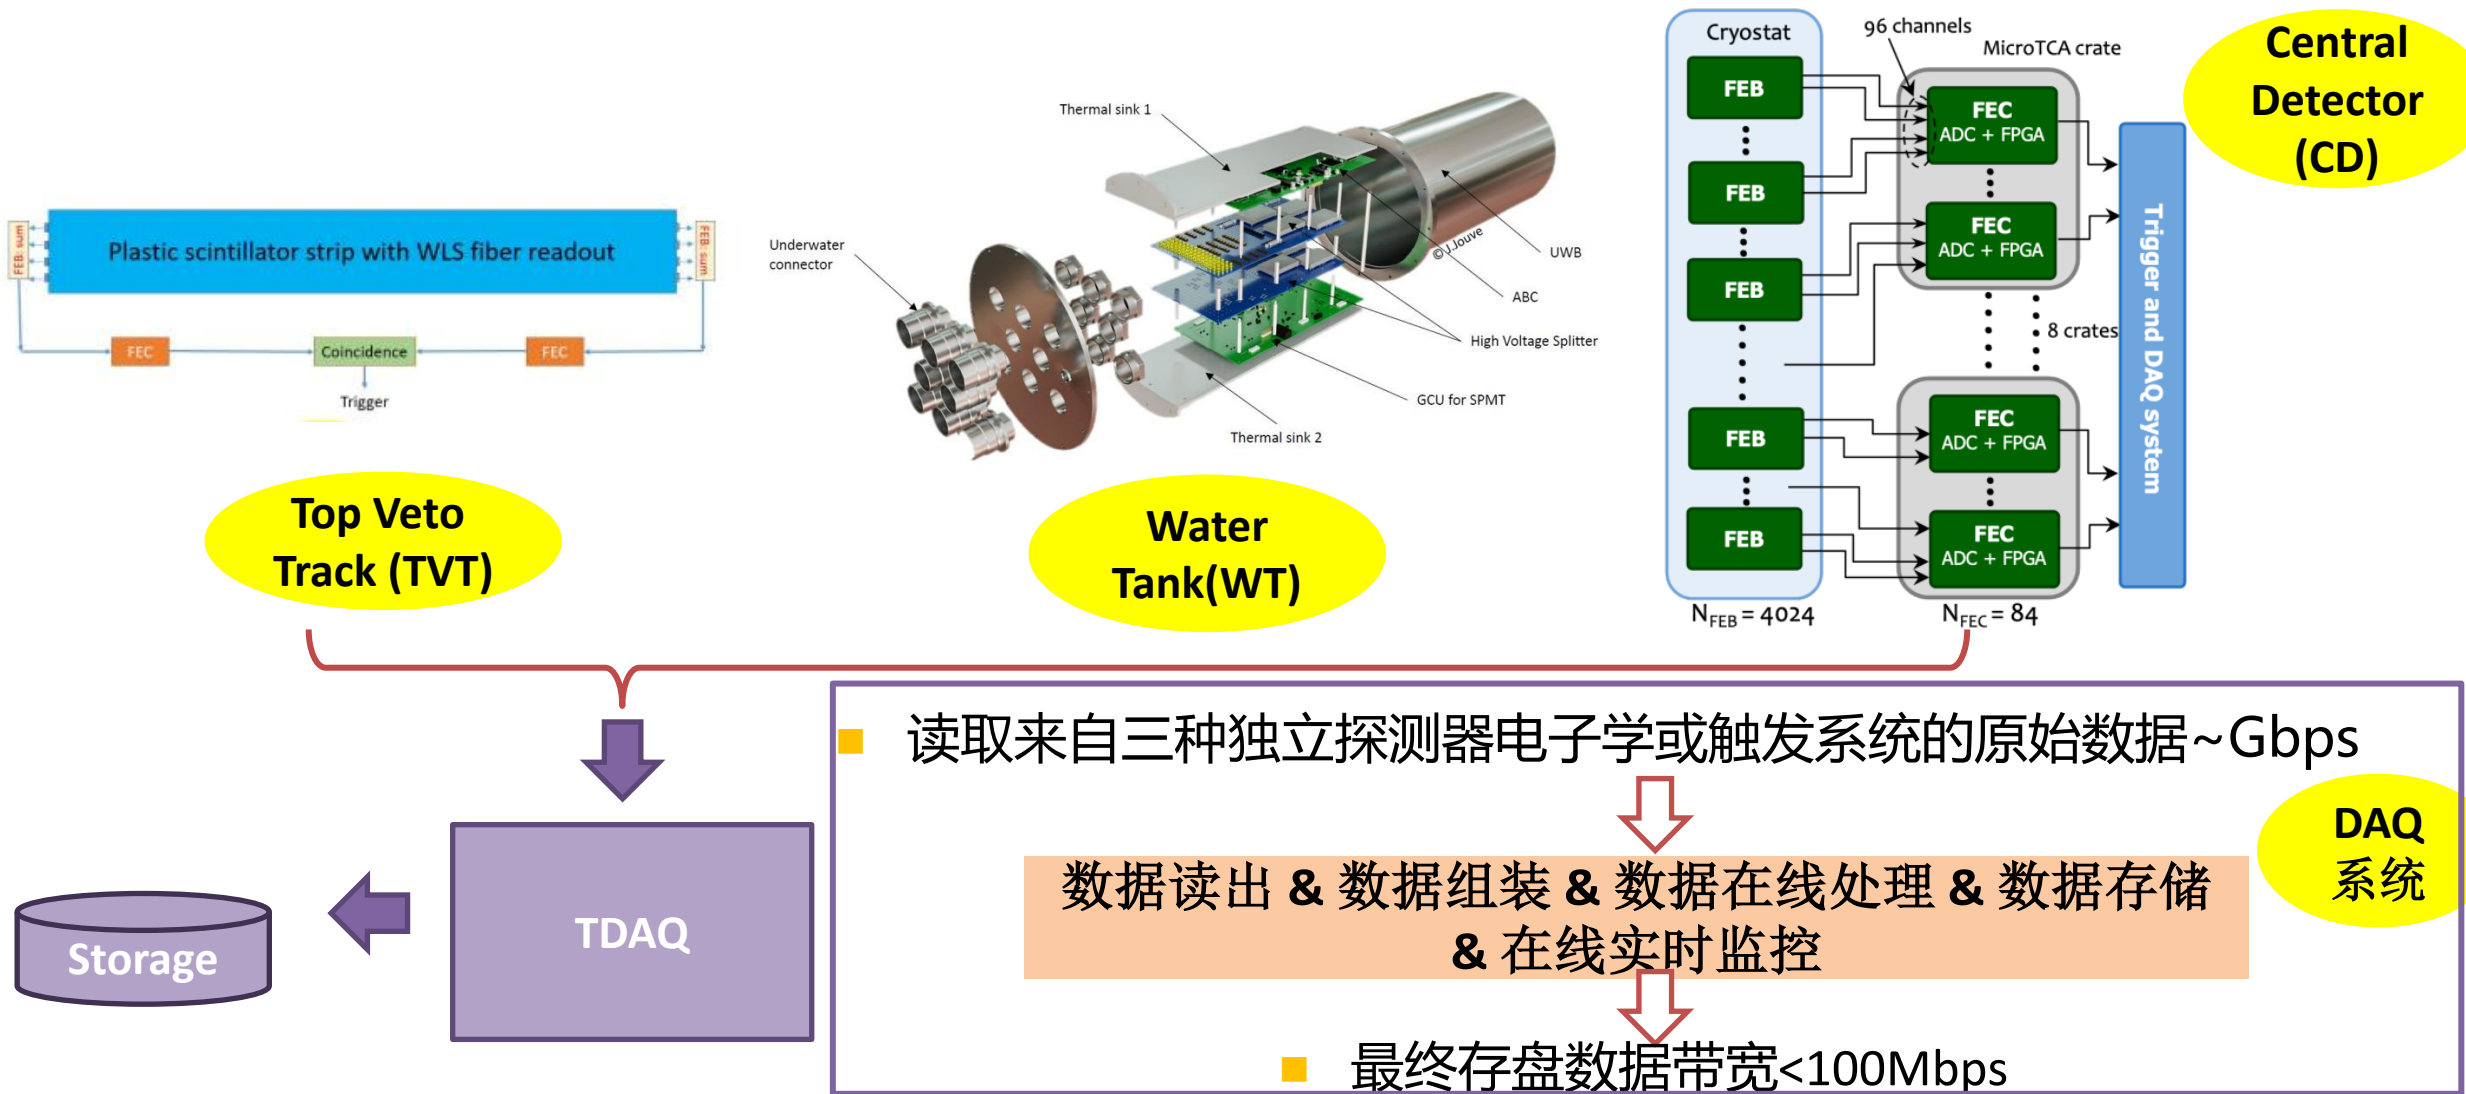 FEB: sum
Plastic scintillator strip with WLS fiber readout
FEB: sum
FEC
Coincidence
FEC
Trigger
Top Veto
Track (TVT)
Thermal sink 1
Underwater
connector
© J.Jouve
UWB
ABC
High Voltage Splitter
GCU for SPMT
Thermal sink 2
Water
Tank(WT)
Cryostat
FEB
FEB
FEB
FEB
FEB
N_FEB = 4024
96 channels
MicroTCA crate
FEC
ADC + FPGA
FEC
ADC + FPGA
8 crates
FEC
ADC + FPGA
FEC
ADC + FPGA
N_FEC = 84
Trigger and DAQ system
Central
Detector
(CD)
Storage
TDAQ
读取来自三种独立探测器电子学或触发系统的原始数据~Gbps
数据读出 & 数据组装 & 数据在线处理 & 数据存储
& 在线实时监控
最终存盘数据带宽<100Mbps
DAQ
系统